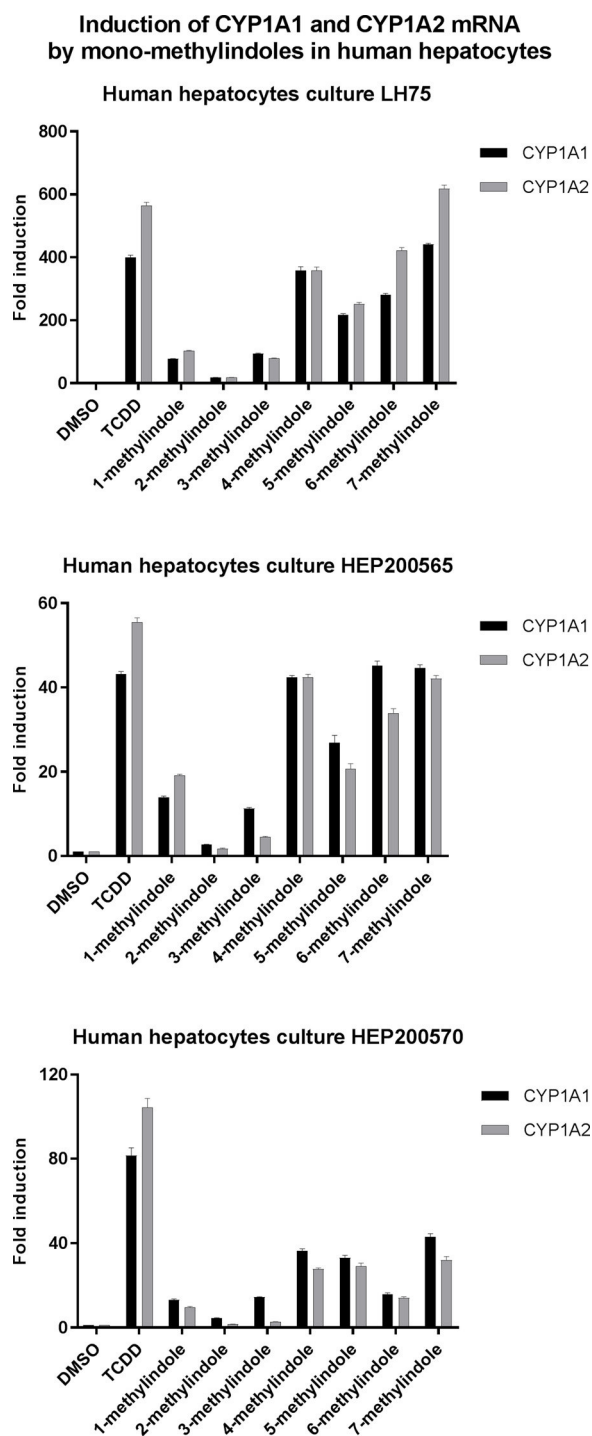 Induction of CYP1A1 and CYP1A2 mRNA
by mono-methylindoles in human hepatocytes
Human hepatocytes culture LH75
Fold induction
800
600
400
200
0
CYP1A1
CYP1A2
DMSO
TCDD
1-methylindole
2-methylindole
3-methylindole
4-methylindole
5-methylindole
6-methylindole
7-methylindole
Human hepatocytes culture HEP200565
Fold induction
60
40
20
0
CYP1A1
CYP1A2
DMSO
TCDD
1-methylindole
2-methylindole
3-methylindole
4-methylindole
5-methylindole
6-methylindole
7-methylindole
Human hepatocytes culture HEP200570
Fold induction
120
80
40
0
CYP1A1
CYP1A2
DMSO
TCDD
1-methylindole
2-methylindole
3-methylindole
4-methylindole
5-methylindole
6-methylindole
7-methylindole